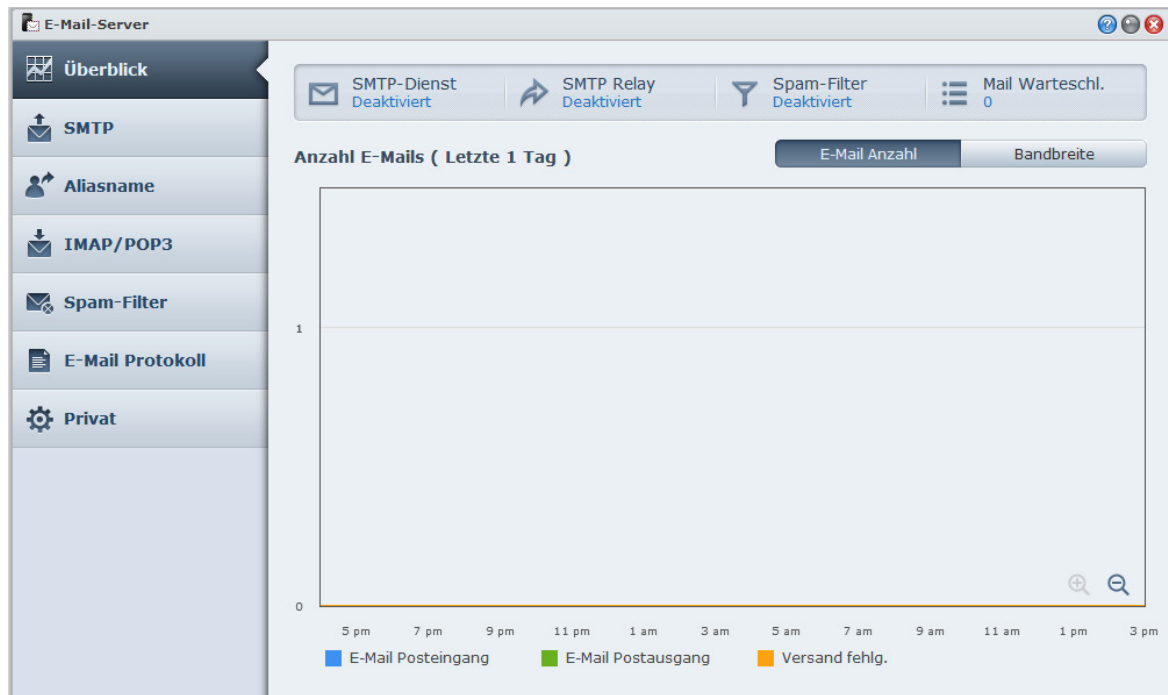 E-Mail-Server
Überblick
SMTP
Aliasname
IMAP/POP3
Spam-Filter
E-Mail Protokoll
Privat
SMTP-Dienst
Deaktiviert
SMTP Relay
Deaktiviert
Spam-Filter
Deaktiviert
Mail Warteschl.
0
Anzahl E-Mails ( Letzte 1 Tag )
E-Mail Anzahl
Bandbreite
1
0
5 pm 7 pm 9 pm 11 pm 1 am 3 am 5 am 7 am 9 am 11 am 1 pm 3 pm
E-Mail Posteingang E-Mail Postausgang Versand fehlg.